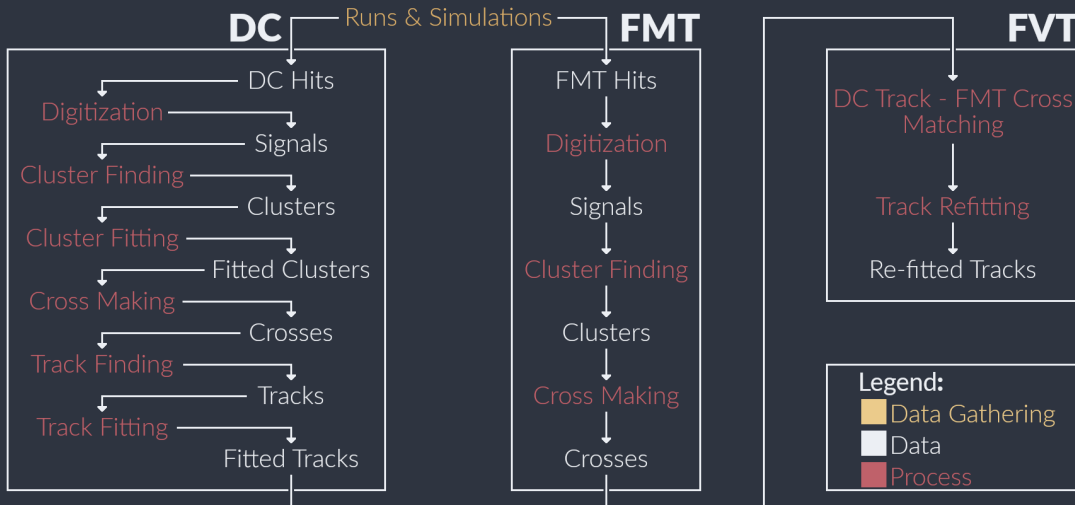 Runs & Simulations
DC
DC Hits
Digitization
Signals
Cluster Finding
Clusters
Cluster Fitting
Fitted Clusters
Cross Making
Crosses
Track Finding
Tracks
Track Fitting
Fitted Tracks
FMT
FMT Hits
Digitization
Signals
Cluster Finding
Clusters
Cross Making
Crosses
FVT
DC Track - FMT Cross
Matching
Track Refitting
Re-fitted Tracks
Legend:
Data Gathering
Data
Process